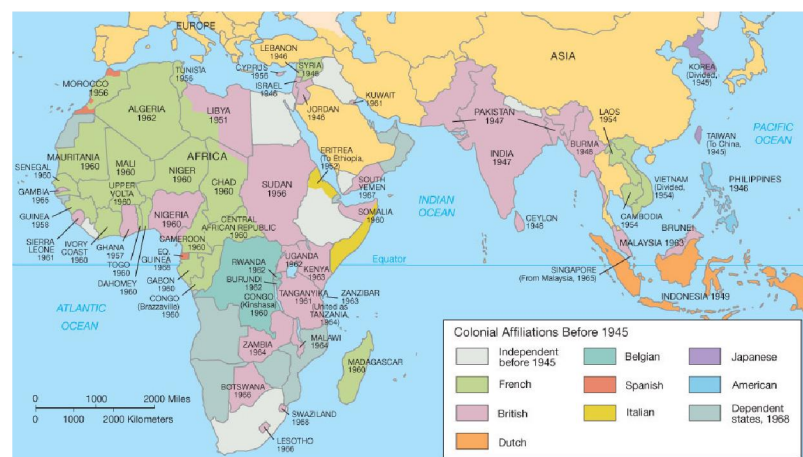 EUROPE
ASIA
LEBANON
1946
CYPRUS
1956
SYRIA
1946
ISRAEL
1946
JORDAN
1946
KUWAIT
1961
KOREA
(Divided,
1945)
MOROCCO
1956
TUNISIA
1956
ALGERIA
1962
LIBYA
1951
PAKISTAN
1947
LAOS
1954
PACIFIC
OCEAN
TAIWAN
(To China,
1945)
INDIA
1947
BURMA
1948
ERITREA
(To Ethiopia,
1952)
MAURITANIA
1960
MALI
1960
NIGER
1960
AFRICA
CHAD
1960
SUDAN
1956
SENEGAL
1960
GAMBIA
1965
UPPER
VOLTA
1960
SOUTH
YEMEN
1967
INDIAN
OCEAN
VIETNAM
(Divided,
1954)
PHILIPPINES
1946
GUINEA
1958
NIGERIA
1960
CENTRAL
AFRICAN REPUBLIC
1960
SOMALIA
1960
CEYLON
1948
CAMBODIA
1954
BRUNEI
MALAYSIA 1963
SIERRA
LEONE
1961
IVORY
COAST
1960
GHANA
1957
TOGO
1960
DAHOMEY 1960
CAMEROON
1960
EQ.
GUINEA
1968
GABON
1960
CONGO
(Brazzaville) 1960
RWANDA
1962
BURUNDI
1962
CONGO
(Kinshasa)
1960
UGANDA
1962
KENYA
1963
TANGANYIKA
1961
(United as
TANZANIA,
1964)
ZANZIBAR
1963
Equator
SINGAPORE
(From Malaysia, 1965)
INDONESIA 1949
ATLANTIC
OCEAN
ZAMBIA
1964
MALAWI
1964
MADAGASCAR
1960
BOTSWANA
1966
SWAZILAND
1968
LESOTHO
1966
0 1000 2000 Miles
0 1000 2000 Kilometers
Colonial Affiliations Before 1945
Independent
before 1945
French
British
Dutch
Belgian
Spanish
Italian
Japanese
American
Dependent
states, 1968